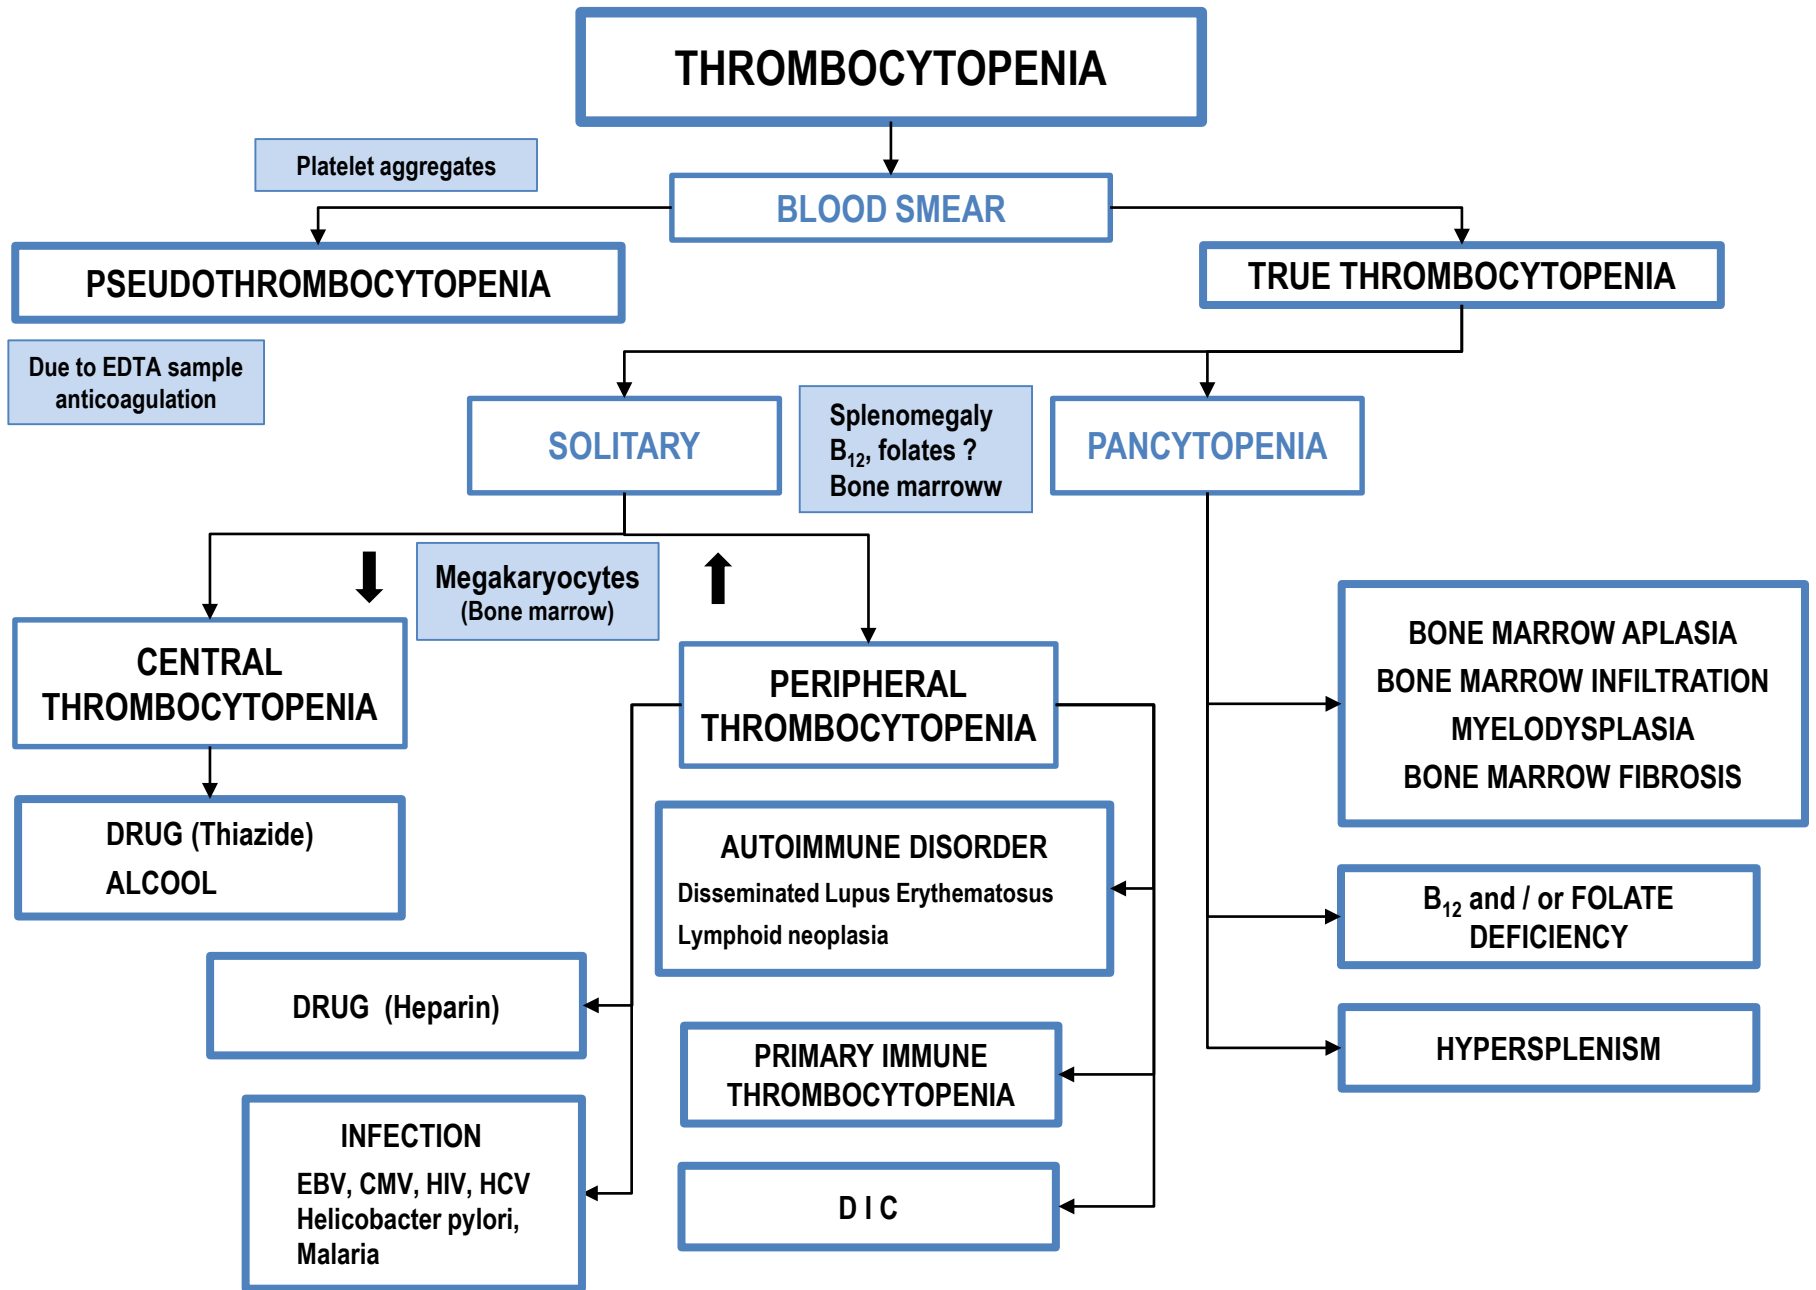 THROMBOCYTOPENIA
Platelet aggregates
BLOOD SMEAR
PSEUDOTHROMBOCYTOPENIA
TRUE THROMBOCYTOPENIA
Due to EDTA sample
anticoagulation
SOLITARY
Splenomegaly
B12, folates ?
Bone marroww
PANCYTOPENIA
Megakaryocytes
(Bone marrow)
CENTRAL
THROMBOCYTOPENIA
PERIPHERAL
THROMBOCYTOPENIA
BONE MARROW APLASIA
BONE MARROW INFILTRATION
MYELODYSPLASIA
BONE MARROW FIBROSIS
DRUG (Thiazide)
ALCOOL
AUTOIMMUNE DISORDER
Disseminated Lupus Erythematosus
Lymphoid neoplasia
B12 and / or FOLATE
DEFICIENCY
DRUG (Heparin)
PRIMARY IMMUNE
THROMBOCYTOPENIA
HYPERSPLENISM
INFECTION
EBV, CMV, HIV, HCV
Helicobacter pylori,
Malaria
D I C